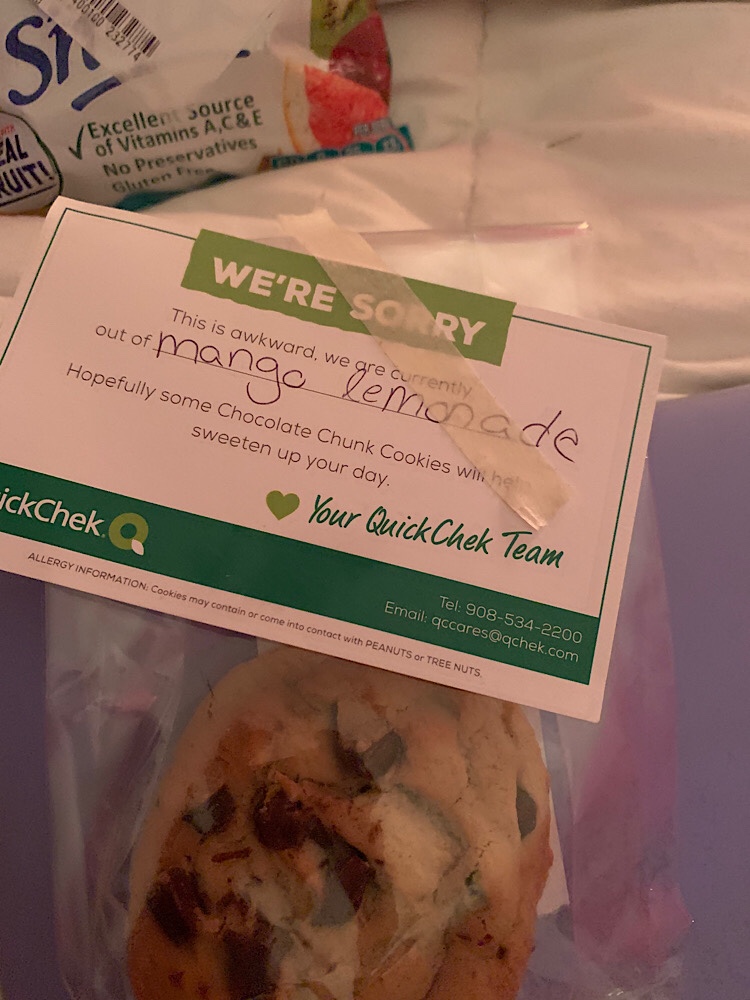 400100 232774
✓Excellent Source
of Vitamins A,C&E
No Preservatives
Gluten Free
WE'RE SORRY
This is awkward, we are currently
out of mango lemonade
Hopefully some Chocolate Chunk Cookies will help
sweeten up your day.
Your QuickChek Team
uickChek
Tel: 908-534-2200
Email: qccares@qchek.com
ALLERGY INFORMATION: Cookies may contain or come into contact with PEANUTS or TREE NUTS.